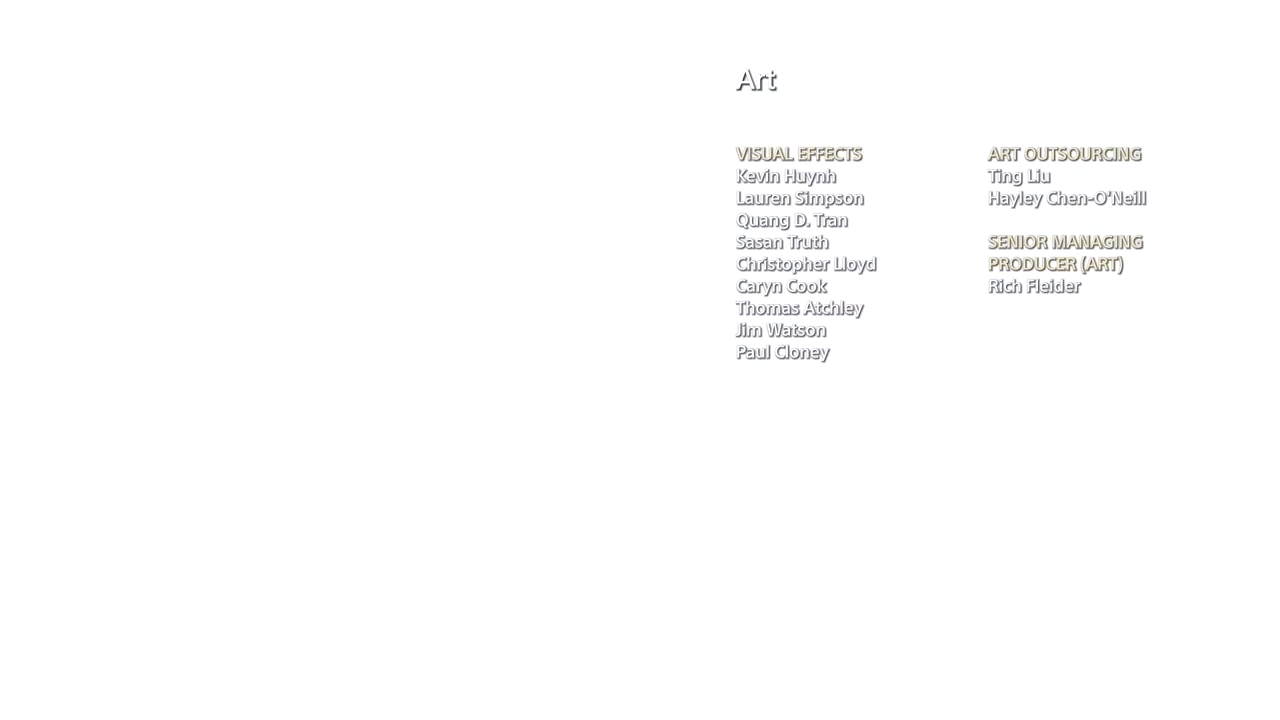 Art
VISUAL EFFECTS
Kevin Huynh
Lauren Simpson
Quang D. Tran
Sasan Truth
Christopher Lloyd
Caryn Cook
Thomas Atchley
Jim Watson
Paul Cloney
ART OUTSOURCING
Ting Liu
Hayley Chen-O'Neill
SENIOR MANAGING
PRODUCER (ART)
Rich Fleider